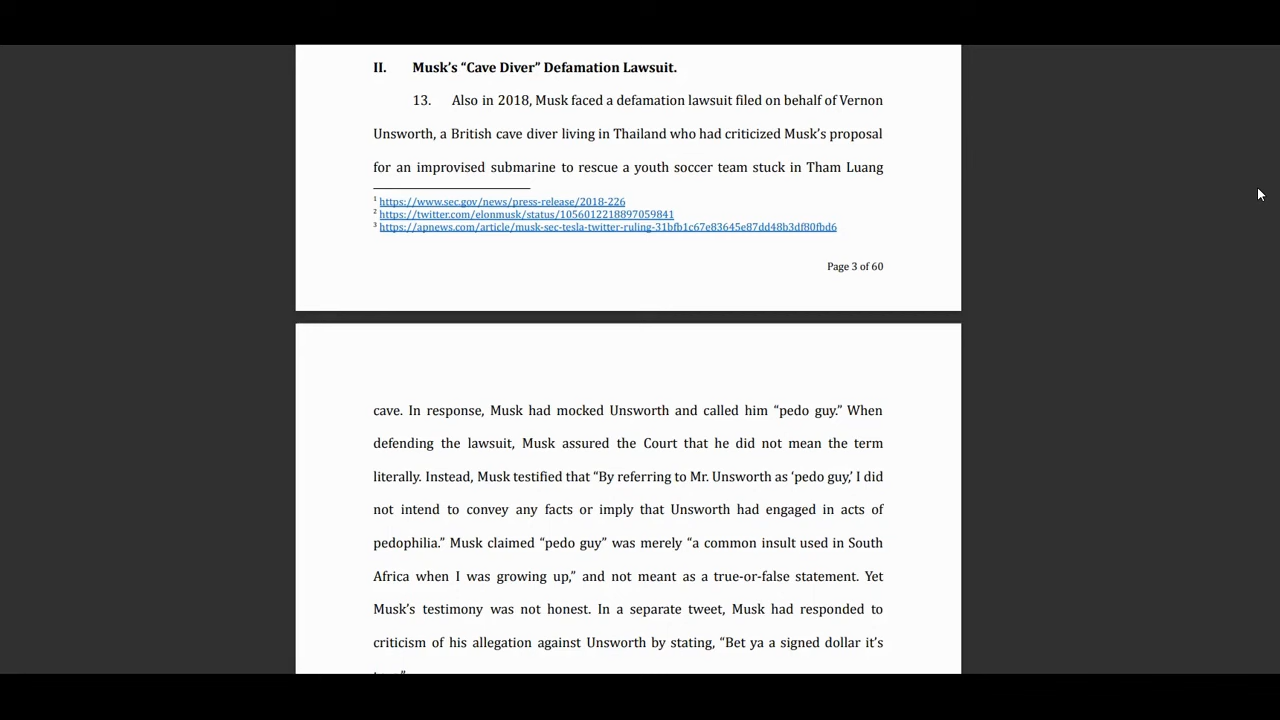 II. Musk’s “Cave Diver” Defamation Lawsuit.
13. Also in 2018, Musk faced a defamation lawsuit filed on behalf of Vernon
Unsworth, a British cave diver living in Thailand who had criticized Musk’s proposal
for an improvised submarine to rescue a youth soccer team stuck in Tham Luang
1 https://www.sec.gov/news/press-release/2018-226
2 https://twitter.com/elonmusk/status/1056012218897059841
3 https://apnews.com/article/musk-sec-tesla-twitter-ruling-31bfb1c67e83645e87dd48b3df80fbd6
Page 3 of 60
cave. In response, Musk had mocked Unsworth and called him “pedo guy.” When
defending the lawsuit, Musk assured the Court that he did not mean the term
literally. Instead, Musk testified that “By referring to Mr. Unsworth as ‘pedo guy,’ I did
not intend to convey any facts or imply that Unsworth had engaged in acts of
pedophilia.” Musk claimed “pedo guy” was merely “a common insult used in South
Africa when I was growing up,” and not meant as a true-or-false statement. Yet
Musk’s testimony was not honest. In a separate tweet, Musk had responded to
criticism of his allegation against Unsworth by stating, “Bet ya a signed dollar it’s